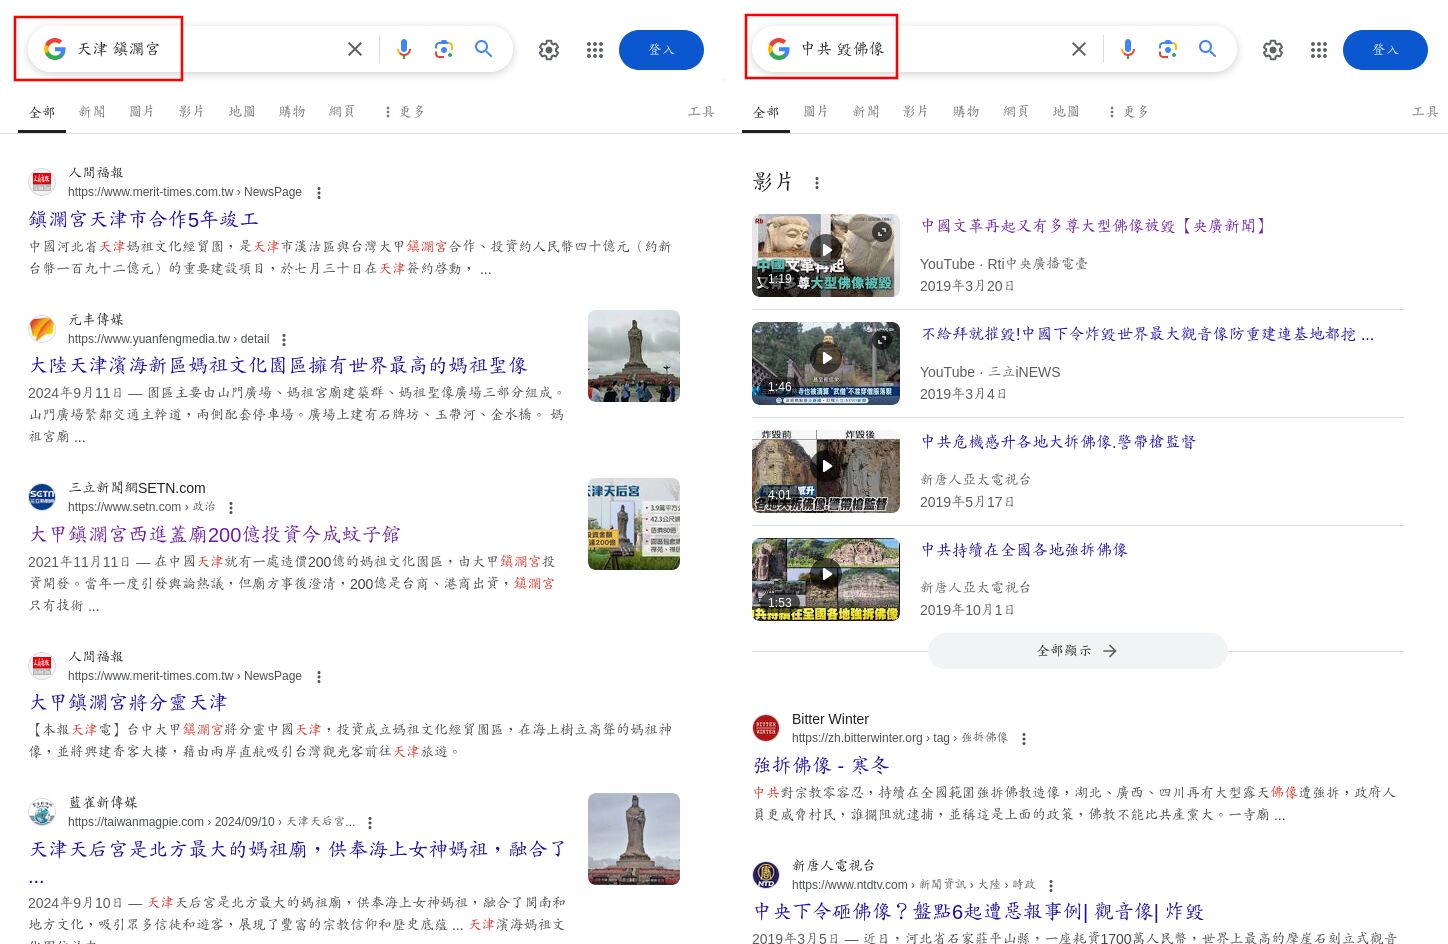 天津 鎮瀾宮
登入
全部 新聞 圖片 影片 地圖 購物 網頁 更多 工具
人間福報
https://www.merit-times.com.tw › NewsPage
鎮瀾宮天津市合作5年竣工
中國河北省天津媽祖文化經貿園，是天津市漢沽區與台灣大甲鎮瀾宮合作、投資約人民幣四十億元（約新
台幣一百九十二億元）的重要建設項目，於七月三十日在天津簽約啟動， ...
元丰傳媒
https://www.yuanfengmedia.tw › detail
大陸天津濱海新區媽祖文化園區擁有世界最高的媽祖聖像
2024年9月11日 — 園區主要由山門廣場、媽祖宮廟建築群、媽祖聖像廣場三部分組成。
山門廣場緊鄰交通主幹道，兩側配套停車場。廣場上建有石牌坊、玉帶河、金水橋。 媽
祖宮廟 ...
三立新聞網SETN.com
https://www.setn.com › 政治
大甲鎮瀾宮西進蓋廟200億投資今成蚊子館
2021年11月11日 — 在中國天津就有一處造價200億的媽祖文化園區，由大甲鎮瀾宮投
資開發。當年一度引發輿論熱議，但廟方事後澄清，200億是台商、港商出資，鎮瀾宮
只有技術 ...
人間福報
https://www.merit-times.com.tw › NewsPage
大甲鎮瀾宮將分靈天津
【本報天津電】台中大甲鎮瀾宮將分靈中國天津，投資成立媽祖文化經貿園區，在海上樹立高聳的媽祖神
像，並將興建香客大樓，藉由兩岸直航吸引台灣觀光客前往天津旅遊。
藍雀新傳媒
https://taiwanmagpie.com › 2024/09/10 › 天津天后宮...
天津天后宮是北方最大的媽祖廟，供奉海上女神媽祖，融合了
...
2024年9月10日 — 天津天后宮是北方最大的媽祖廟，供奉海上女神媽祖，融合了閩南和
地方文化，吸引眾多信徒和遊客，展現了豐富的宗教信仰和歷史底蘊 ... 天津濱海媽祖文
中共 毀佛像
登入
全部 圖片 新聞 影片 購物 網頁 地圖 更多 工具
影片
中國文革再起
又有多尊大型佛像被毀
1:19
中國文革再起又有多尊大型佛像被毀【央廣新聞】
YouTube · Rti中央廣播電臺
2019年3月20日
1:46
不給拜就摧毀!中國下令炸毀世界最大觀音像防重建連基地都挖 ...
YouTube · 三立iNEWS
2019年3月4日
炸毀前 炸毀後
4:01
中共危機感升各地大拆佛像.警帶槍監督
新唐人亞太電視台
2019年5月17日
1:53
中共持續在全國各地強拆佛像
中共持續在全國各地強拆佛像
新唐人亞太電視台
2019年10月1日
全部顯示
Bitter Winter
https://zh.bitterwinter.org › tag › 強拆佛像
強拆佛像 - 寒冬
中共對宗教零容忍，持續在全國範圍強拆佛教造像，湖北、廣西、四川再有大型露天佛像遭強拆，政府人
員更威脅村民，誰攔阻就逮捕，並稱這是上面的政策，佛教不能比共產黨大。一寺廟 ...
新唐人電視台
https://www.ntdtv.com › 新聞資訊 › 大陸 › 時政
中央下令砸佛像？盤點6起遭惡報事例| 觀音像| 炸毀
2019年3月5日 — 近日，河北省石家莊平山縣，一座耗資1700萬人民幣，世界上最高的摩崖石刻立式觀音